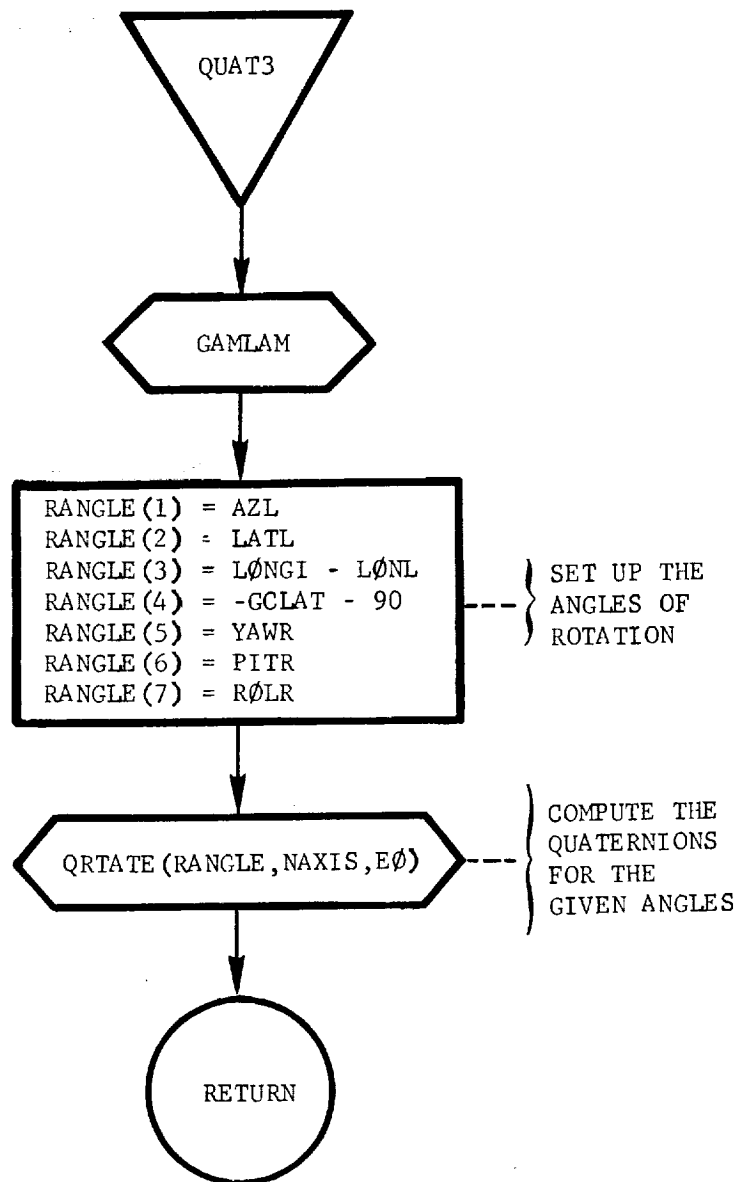 QUAT3
GAMLAM
RANGLE(1) = AZL
RANGLE(2) = LATL
RANGLE(3) = LØNGI - LØNL
RANGLE(4) = -GCLAT - 90
RANGLE(5) = YAWR
RANGLE(6) = PITR
RANGLE(7) = RØLR
SET UP THE
ANGLES OF
ROTATION
QRTATE(RANGLE,NAXIS,EØ)
COMPUTE THE
QUATERNIONS
FOR THE
GIVEN ANGLES
RETURN